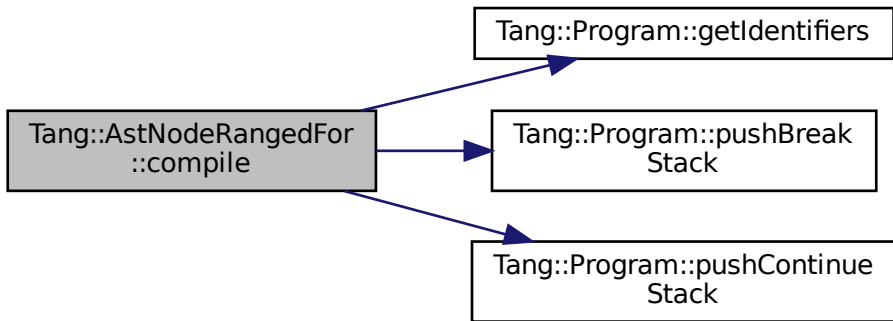 Tang::AstNodeRangedFor
::compile
Tang::Program::getIdentifiers
Tang::Program::pushBreak
Stack
Tang::Program::pushContinue
Stack